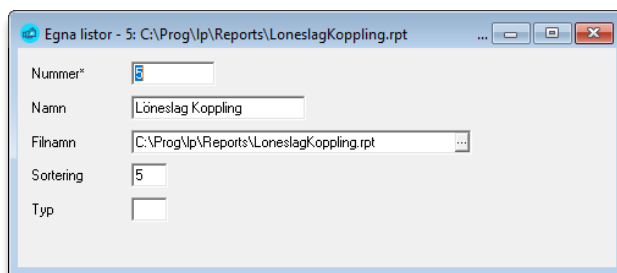 Egna listor - 5: C:\Prog\lp\Reports\LoneslagKoppling.rpt ...
Nummer* 5
Namn Löneslag Koppling
Filnamn C:\Prog\lp\Reports\LoneslagKoppling.rpt ...
Sortering 5
Typ